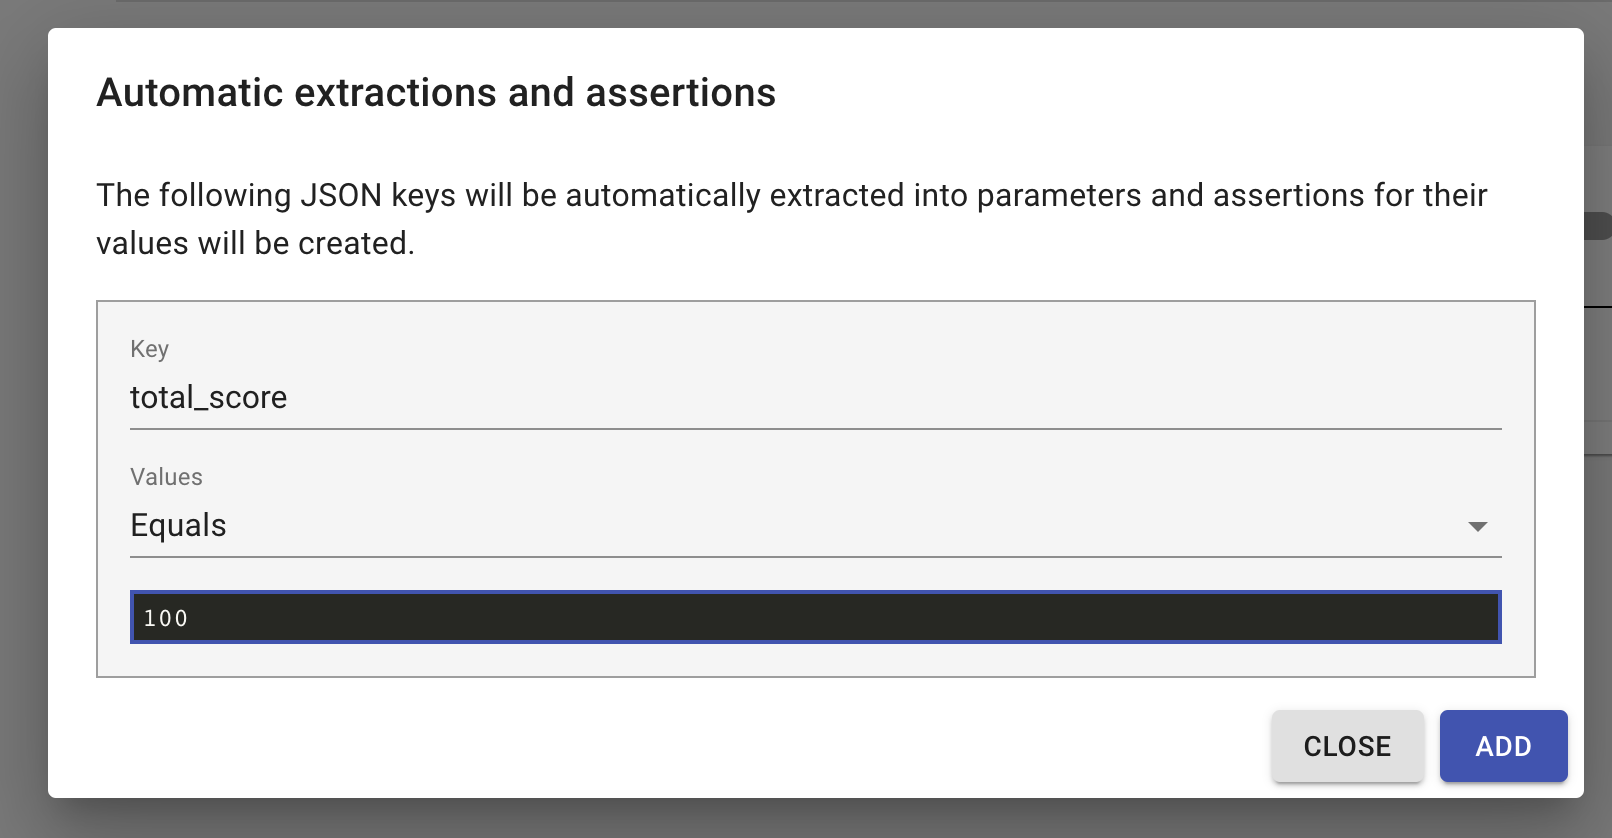 Automatic extractions and assertions
The following JSON keys will be automatically extracted into parameters and assertions for their
values will be created.
Key
total_score
Values
Equals
100
CLOSE
ADD